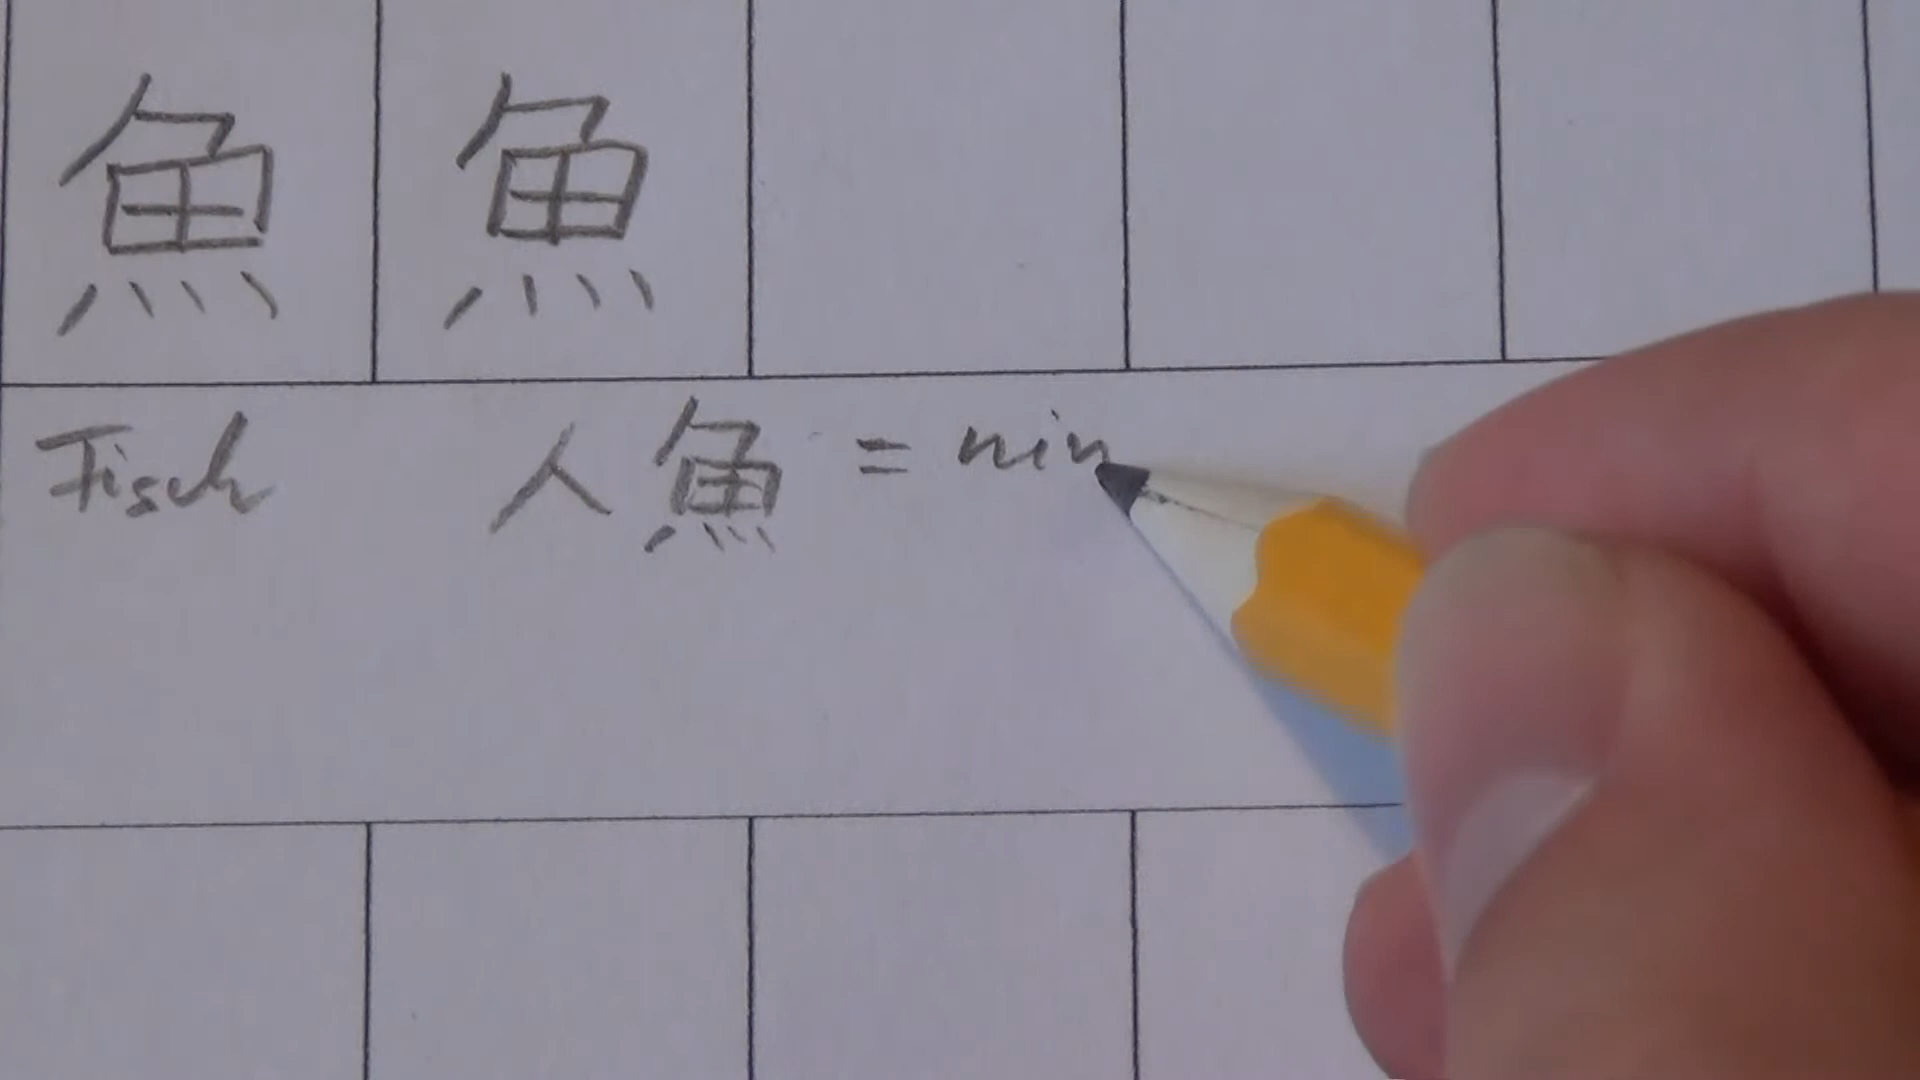 魚 魚
Fisch 人魚 = nin